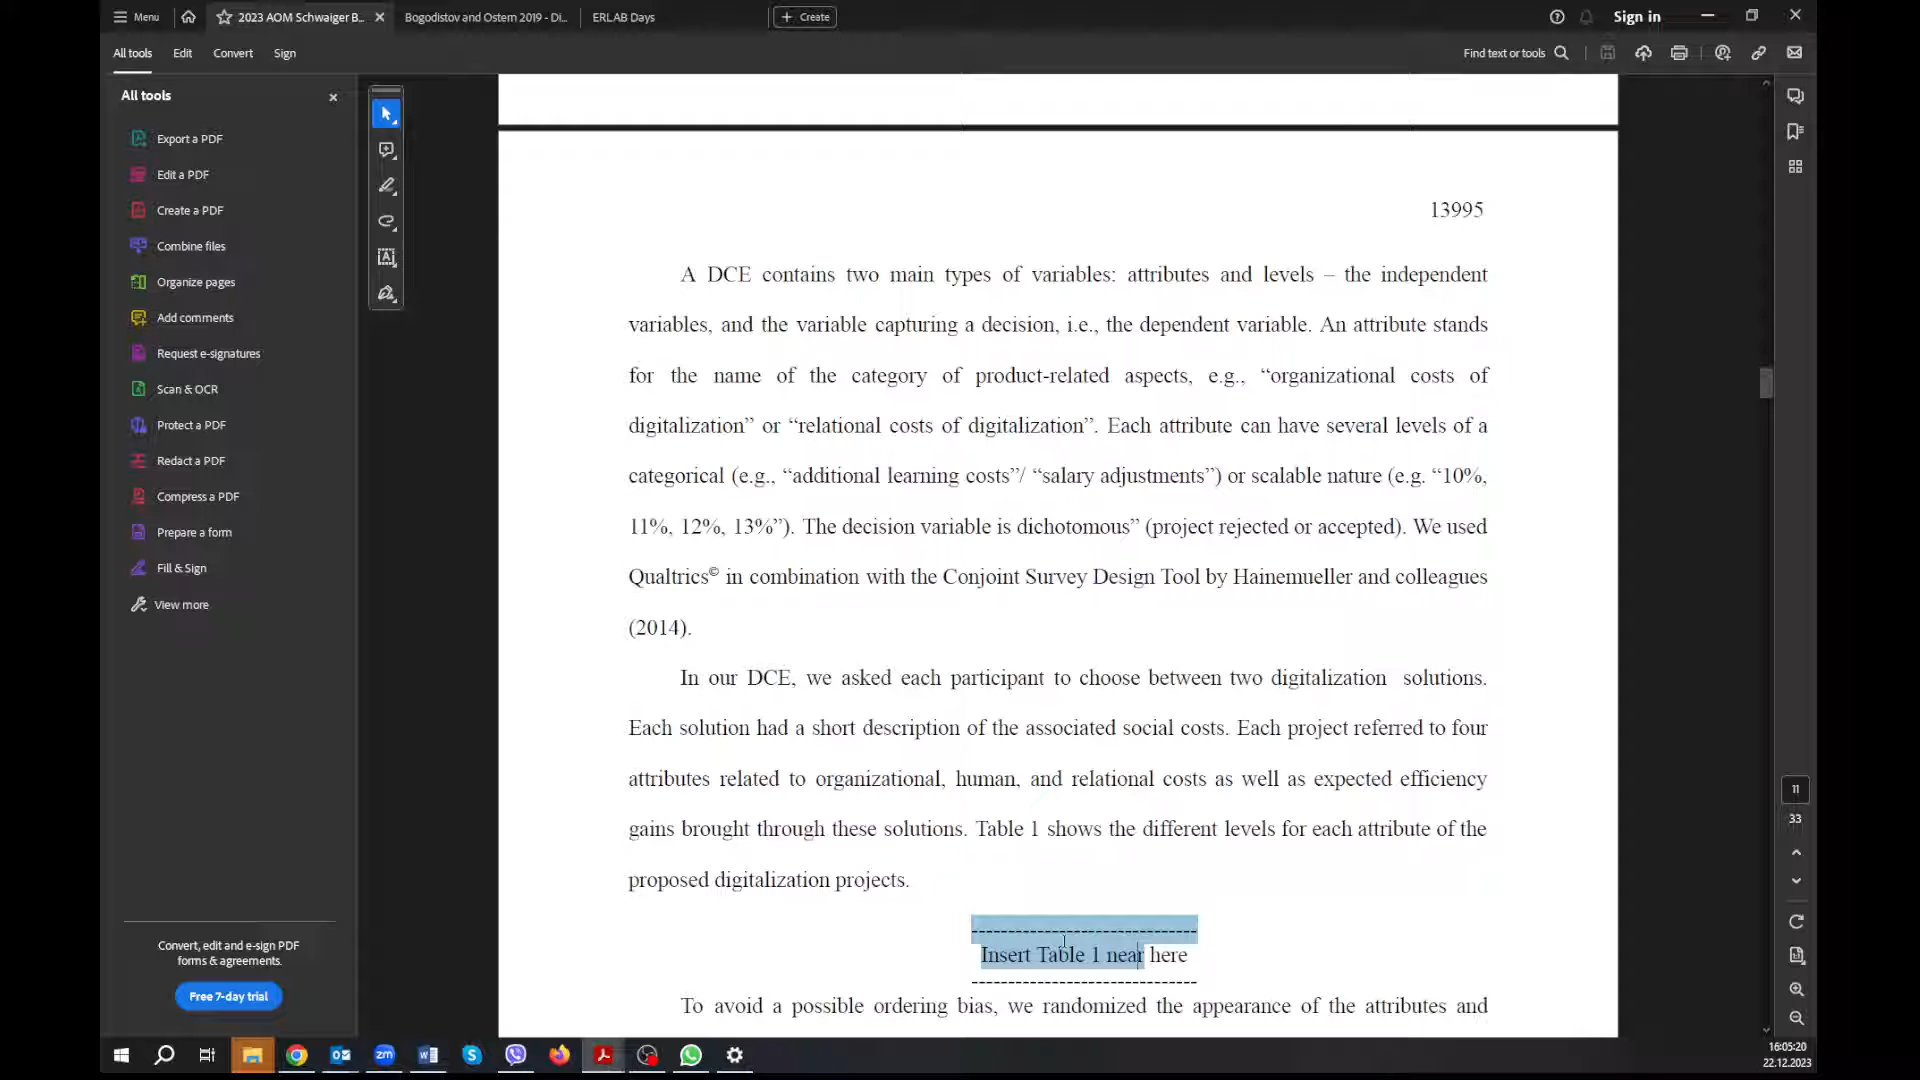 Menu
2023 AOM Schwaiger B...
Bogodistov and Ostern 2019 - Di...
ERLAB Days
Create
Sign in
All tools
Edit
Convert
Sign
Find text or tools
All tools
Export a PDF
Edit a PDF
Create a PDF
Combine files
Organize pages
Add comments
Request e-signatures
Scan & OCR
Protect a PDF
Redact a PDF
Compress a PDF
Prepare a form
Fill & Sign
View more
Convert, edit and e-sign PDF
forms & agreements.
Free 7-day trial
13995
A DCE contains two main types of variables: attributes and levels – the independent
variables, and the variable capturing a decision, i.e., the dependent variable. An attribute stands
for the name of the category of product-related aspects, e.g., “organizational costs of
digitalization” or “relational costs of digitalization”. Each attribute can have several levels of a
categorical (e.g., “additional learning costs”/ “salary adjustments”) or scalable nature (e.g. “10%,
11%, 12%, 13%”). The decision variable is dichotomous” (project rejected or accepted). We used
Qualtrics© in combination with the Conjoint Survey Design Tool by Hainemueller and colleagues
(2014).
In our DCE, we asked each participant to choose between two digitalization solutions.
Each solution had a short description of the associated social costs. Each project referred to four
attributes related to organizational, human, and relational costs as well as expected efficiency
gains brought through these solutions. Table 1 shows the different levels for each attribute of the
proposed digitalization projects.
-------------------------------
Insert Table 1 near here
-------------------------------
To avoid a possible ordering bias, we randomized the appearance of the attributes and
11
33
16:05:20
22.12.2023